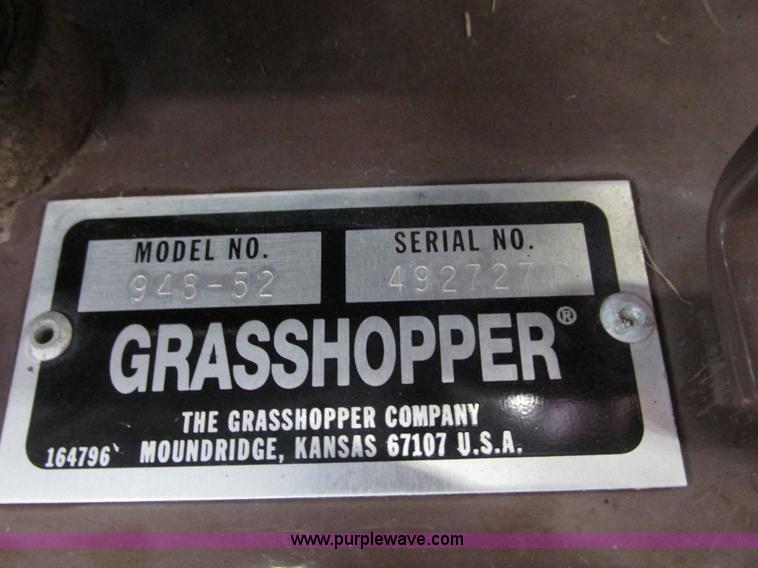 MODEL NO. SERIAL NO.
948-52 492727
GRASSHOPPER®
THE GRASSHOPPER COMPANY
164796 MOUNDRIDGE, KANSAS 67107 U.S.A.
www.purplewave.com